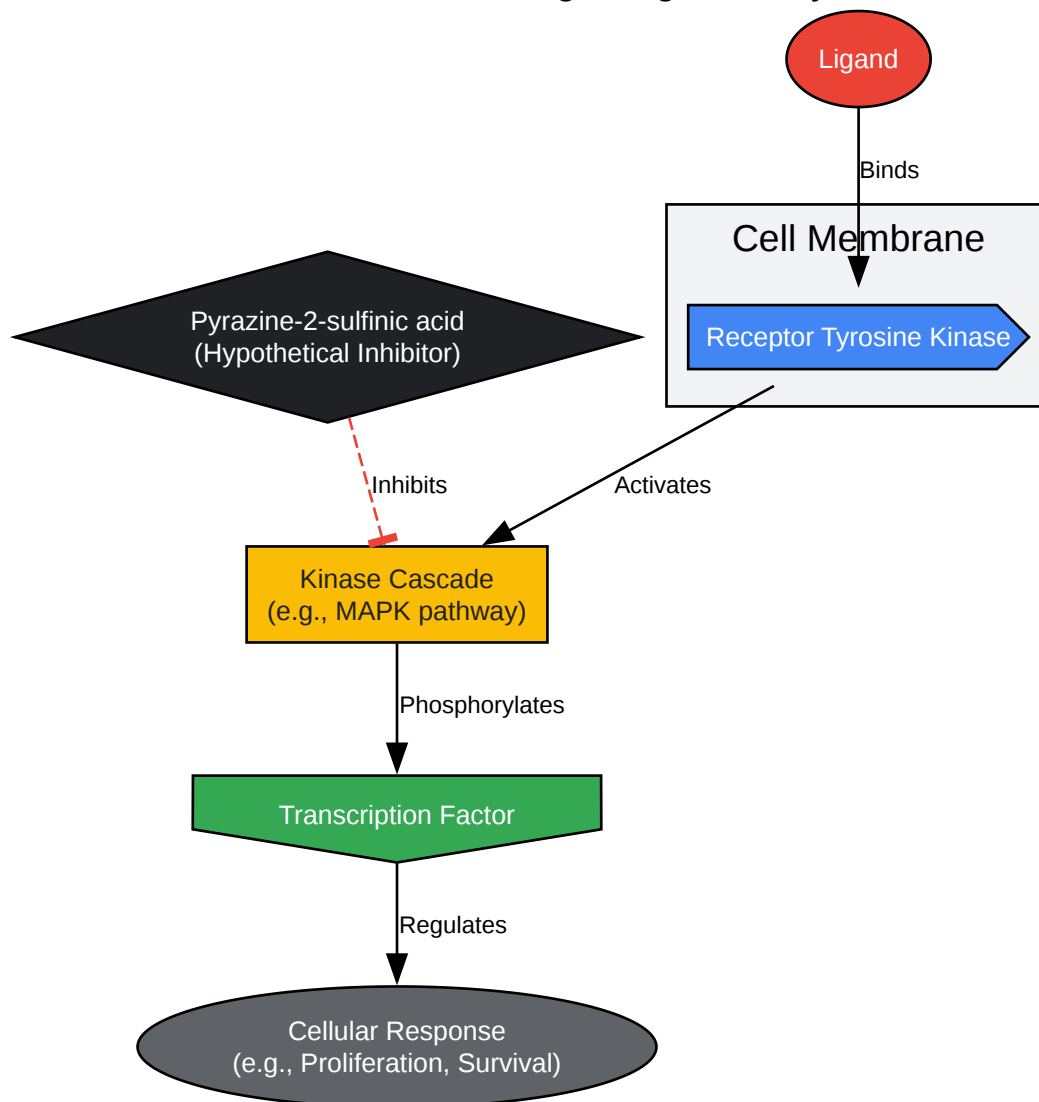 Ligand
Binds
Cell Membrane
Receptor Tyrosine Kinase
Pyrazine-2-sulfinic acid
(Hypothetical Inhibitor)
Inhibits
Activates
Kinase Cascade
(e.g., MAPK pathway)
Phosphorylates
Transcription Factor
Regulates
Cellular Response
(e.g., Proliferation, Survival)